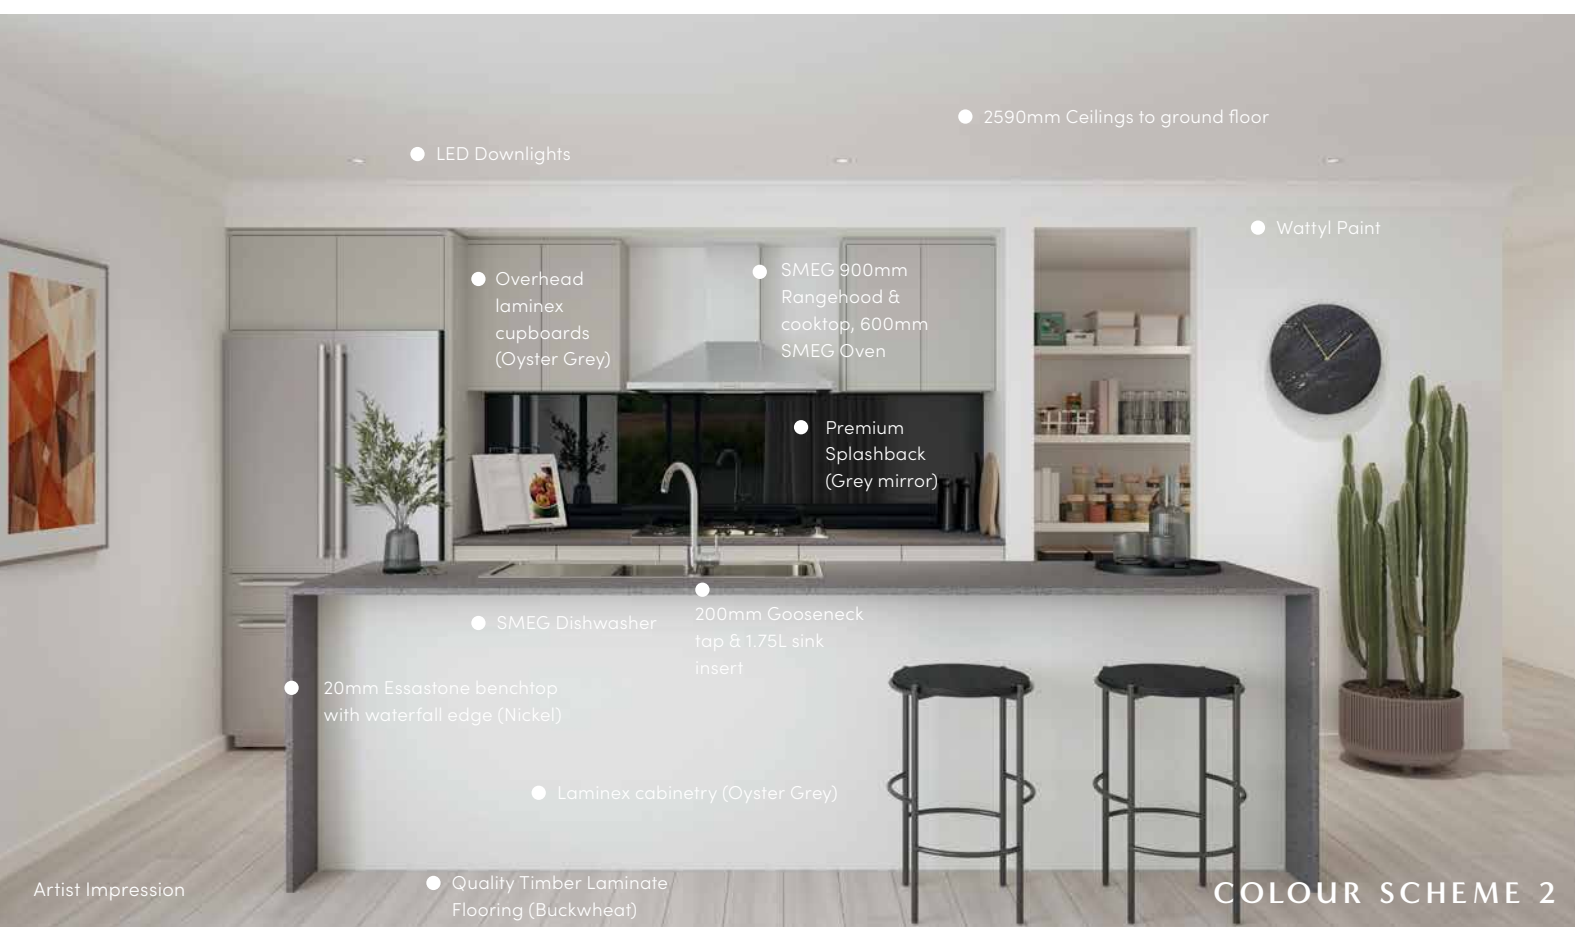 2590mm Ceilings to ground floor
LED Downlights
Wattyl Paint
Overhead
laminex
cupboards
(Oyster Grey)
SMEG 900mm
Rangehood &
cooktop, 600mm
SMEG Oven
Premium
Splashback
(Grey mirror)
SMEG Dishwasher
200mm Gooseneck
tap & 1.75L sink
insert
20mm Essastone benchtop
with waterfall edge (Nickel)
Laminex cabinetry (Oyster Grey)
Quality Timber Laminate
Flooring (Buckwheat)
Artist Impression
COLOUR SCHEME 2